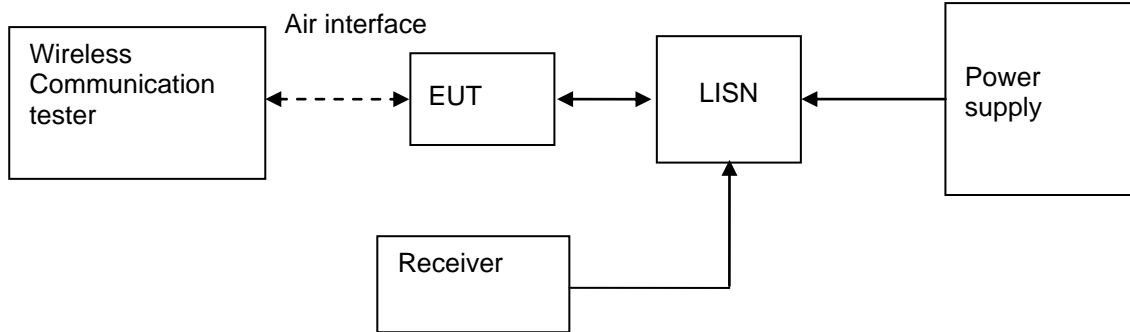 Air interface
Wireless
Communication
tester
EUT
LISN
Power
supply
Receiver